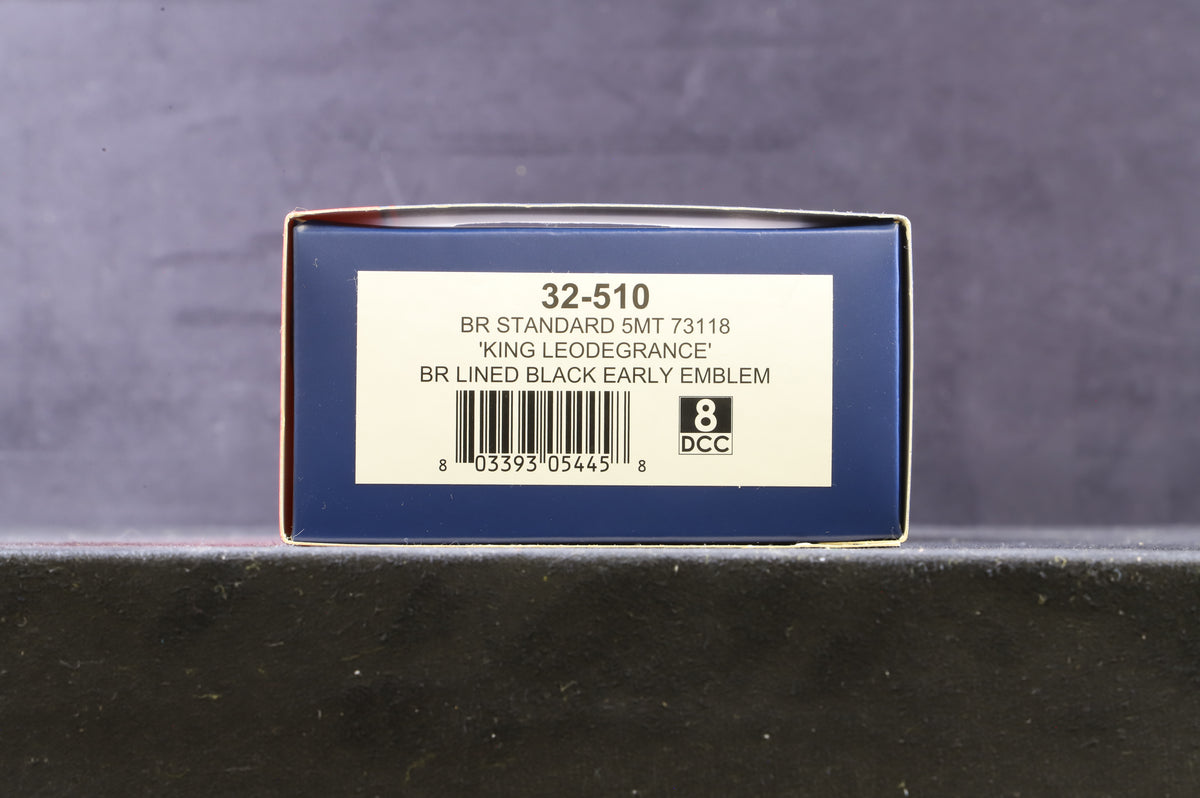 32-510
BR STANDARD 5MT 73118
'KING LEODEGRANCE'
BR LINED BLACK EARLY EMBLEM
8 03393 05445 8
8
DCC